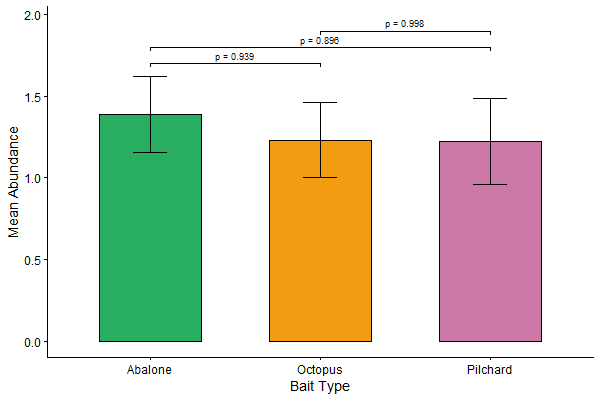 2.0
p = 0.998
p = 0.896
p = 0.939
1.5
1.0
0.5
0.0
Mean Abundance
Abalone Octopus Pilchard
Bait Type